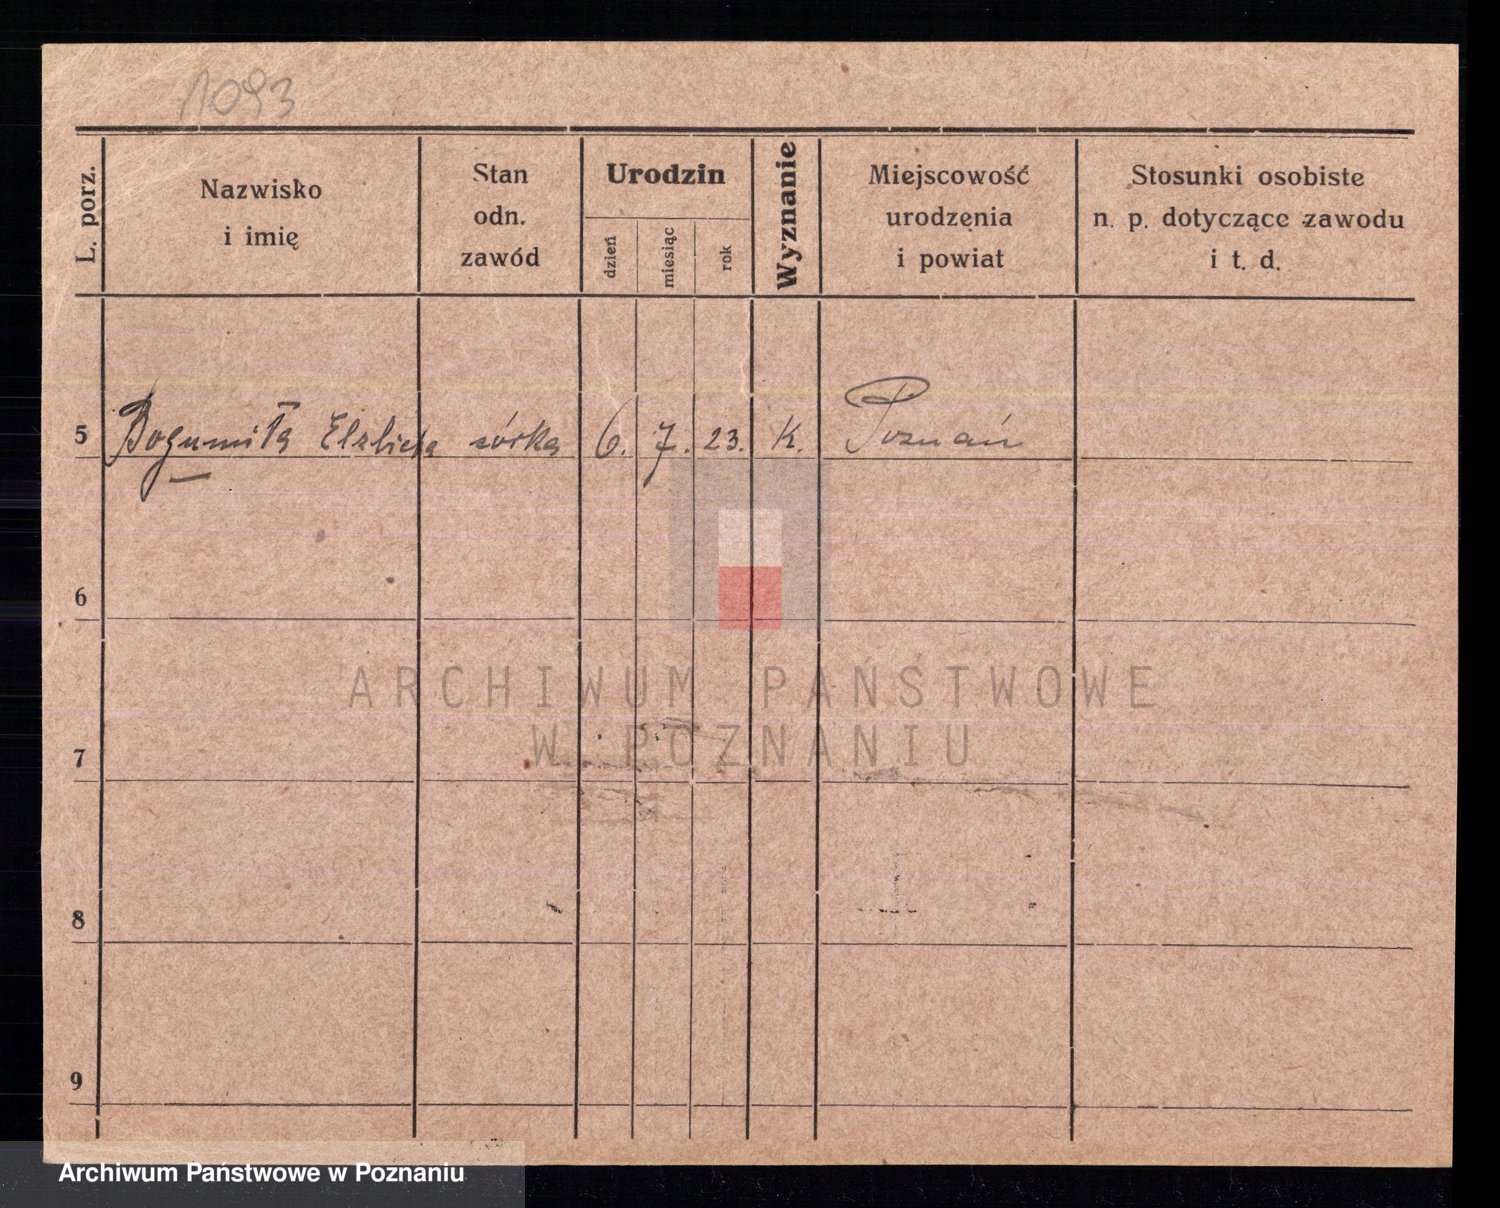 1093
L. porz.
Nazwisko
i imię
Stan
odn.
zawód
Urodzin
dzień
miesiąc
rok
Wyznanie
Miejscowość
urodzenia
i powiat
Stosunki osobiste
n. p. dotyczące zawodu
i t. d.
5 Bogumiła Elżbieta córka 6. 7. 23. K. Poznań
6
7
8
9
ARCHIWUM PAŃSTWOWE
W POZNANIU
Archiwum Państwowe w Poznaniu